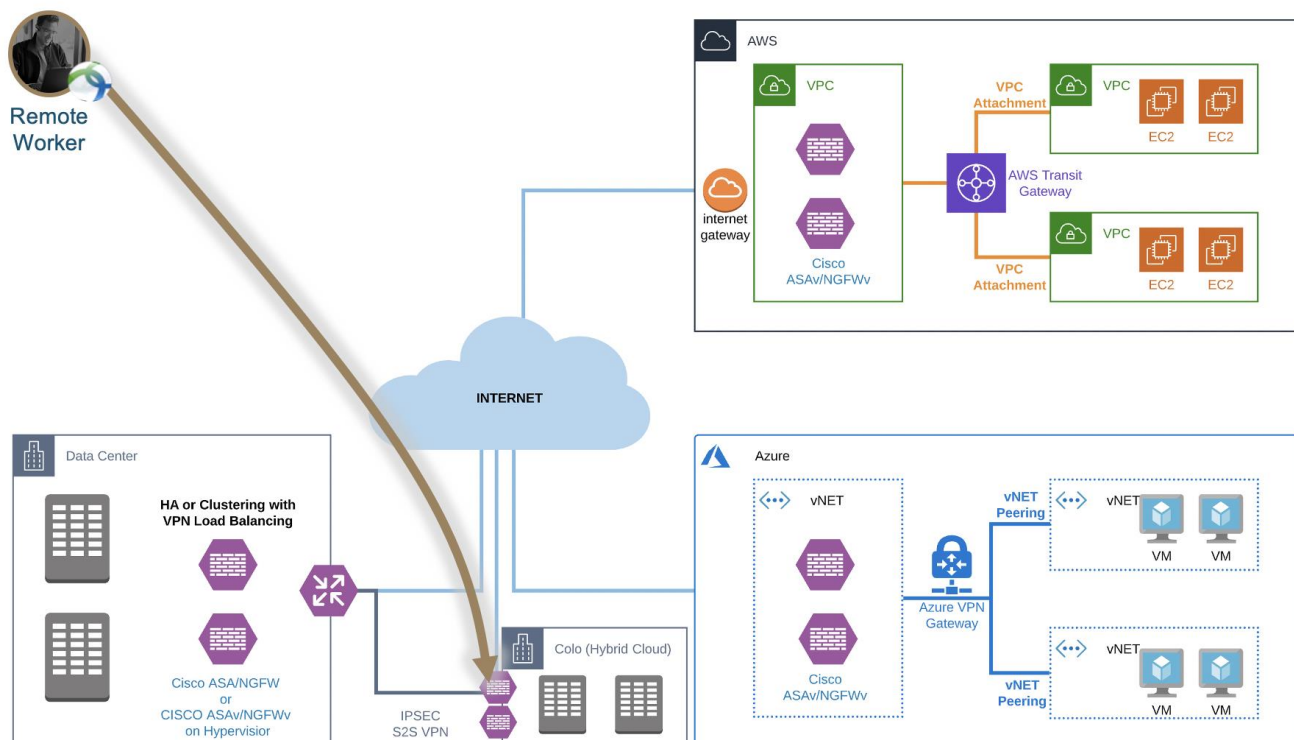 Remote
Worker
AWS
VPC
Cisco
ASAv/NGFWv
internet
gateway
VPC
Attachment
AWS Transit
Gateway
VPC
Attachment
VPC
EC2
EC2
VPC
EC2
EC2
INTERNET
Data Center
HA or Clustering with
VPN Load Balancing
Cisco ASA/NGFW
or
CISCO ASAv/NGFWv
on Hypervisior
IPSEC
S2S VPN
Colo (Hybrid Cloud)
Azure
vNET
Cisco
ASAv/NGFWv
Azure VPN
Gateway
vNET
Peering
vNET
Peering
vNET
VM
VM
vNET
VM
VM